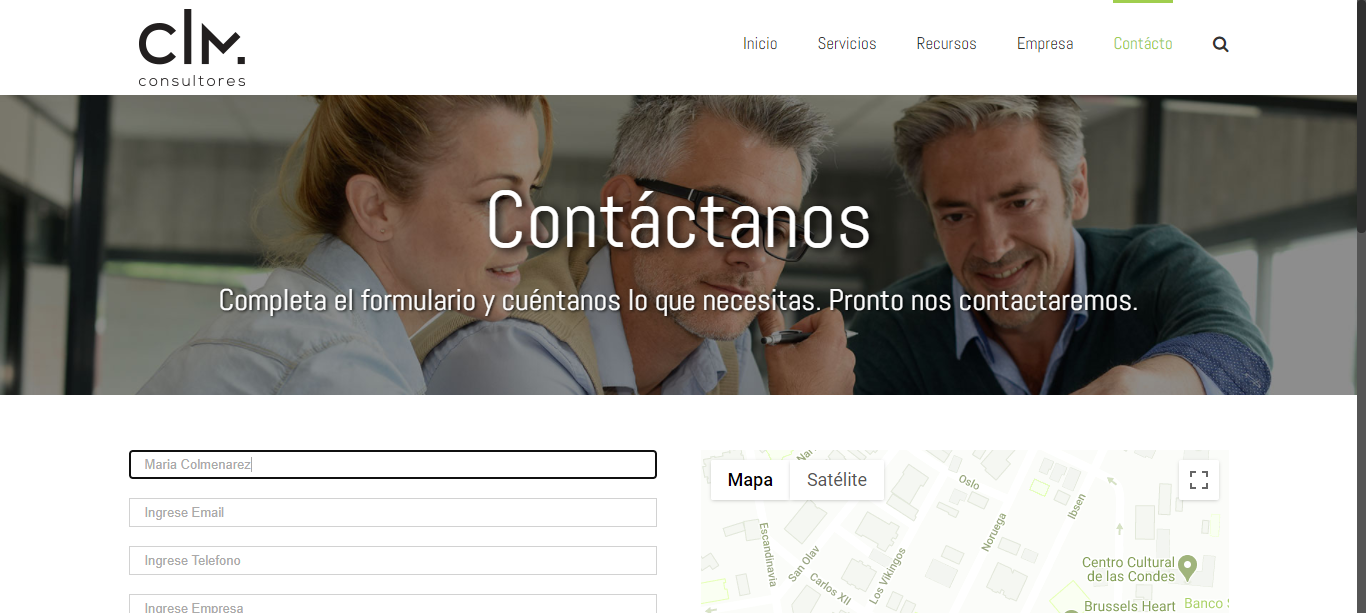 clm.
consultores
Inicio
Servicios
Recursos
Empresa
Contácto
Contáctanos
Completa el formulario y cuéntanos lo que necesitas. Pronto nos contactaremos.
Maria Colmenarez
Ingrese Email
Ingrese Telefono
Ingrese Empresa
Mapa
Satélite
Oslo
Ibsen
Noruega
Escandinavia
San Olav
Carlos XII
Los Vikingos
Centro Cultural
de las Condes
Brussels Heart
Banco